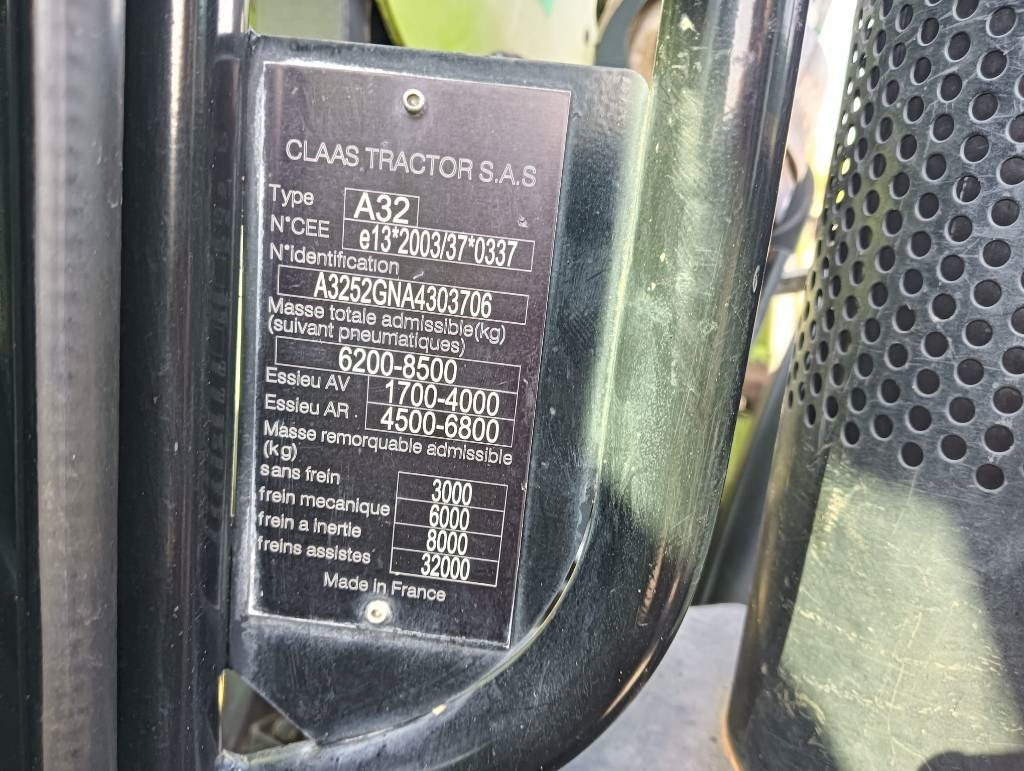 CLAAS TRACTOR S.A.S
Type A32
N°CEE e13*2003/37*0337
N°Identification
A3252GNA4303706
Masse totale admissible(kg)
(suivant pneumatiques)
6200-8500
Essieu AV 1700-4000
Essieu AR . 4500-6800
Masse remorquable admissible
(kg)
sans frein 3000
frein mecanique 6000
frein a inertie 8000
freins assistes 32000
Made in France